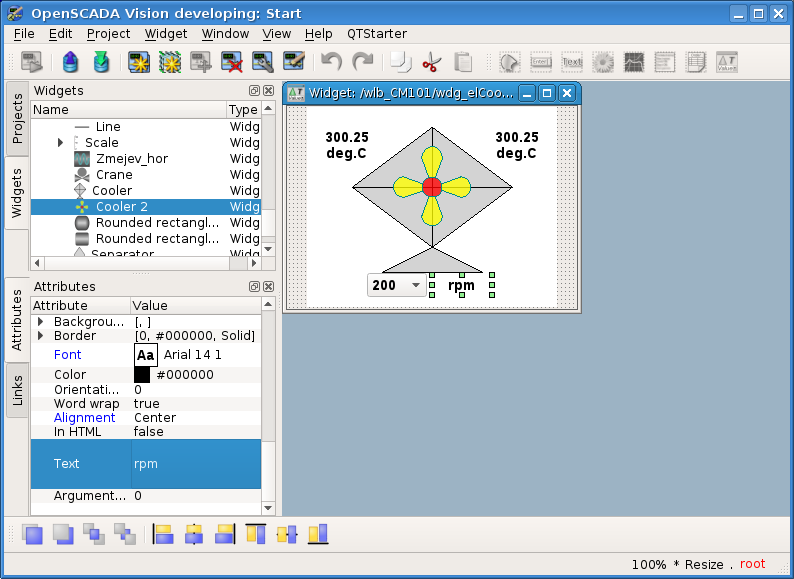 OpenSCADA Vision developing: Start
File Edit Project Widget Window View Help QTStarter
Projects
Widgets
Widgets
Name Type
Line Widg
Scale Widg
Zmejev_hor Widg
Crane Widg
Cooler Widg
Cooler 2 Widg
Rounded rectangl... Widg
Rounded rectangl... Widg
Separator Widg
Attributes
Links
Attributes
Attribute Value
Backgrou... [, ]
Border [0, #000000, Solid]
Font Aa Arial 14 1
Color #000000
Orientati... 0
Word wrap true
Alignment Center
In HTML false
Text rpm
Argument... 0
Widget: /wlb_CM101/wdg_elCoo...
300.25
deg.C
300.25
deg.C
200 rpm
100% * Resize . root